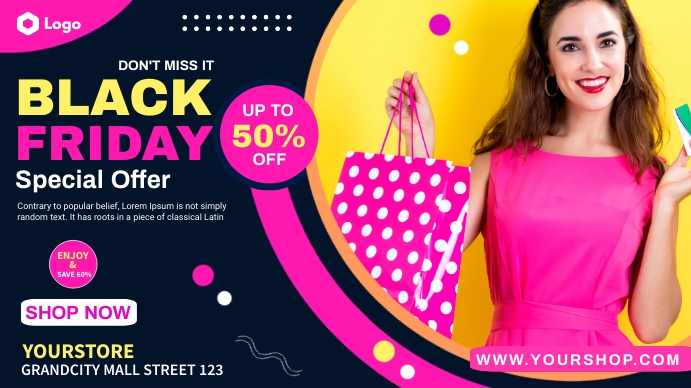 Logo
DON'T MISS IT
BLACK
FRIDAY
UP TO
50%
OFF
Special Offer
Contrary to popular belief, Lorem Ipsum is not simply
random text. It has roots in a piece of classical Latin
ENJOY
&
SAVE 60%
SHOP NOW
YOURSTORE
GRANDCITY MALL STREET 123
WWW.YOURSHOP.COM